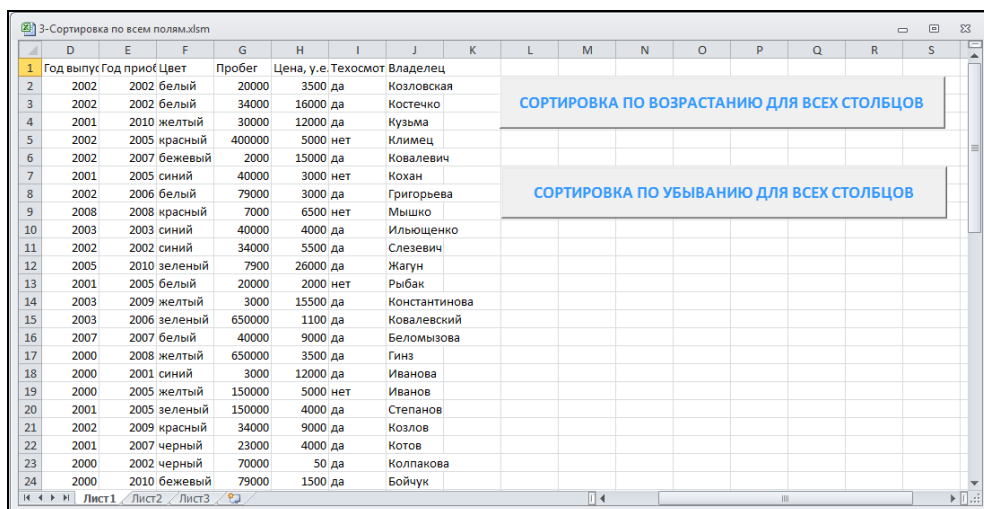 3-Сортировка по всем полям.xlsm
D E F G H I J K L M N O P Q R S
1 Год выпус Год приоб Цвет Пробег Цена, у.е. Техосмот Владелец
2 2002 2002 белый 20000 3500 да Козловская
3 2002 2002 белый 34000 16000 да Костечко
СОРТИРОВКА ПО ВОЗРАСТАНИЮ ДЛЯ ВСЕХ СТОЛБЦОВ
4 2001 2010 желтый 30000 12000 да Кузьма
5 2002 2005 красный 400000 5000 нет Климец
6 2002 2007 бежевый 2000 15000 да Ковалевич
7 2001 2005 синий 40000 3000 нет Кохан
8 2002 2006 белый 79000 3000 да Григорьева
СОРТИРОВКА ПО УБЫВАНИЮ ДЛЯ ВСЕХ СТОЛБЦОВ
9 2008 2008 красный 7000 6500 нет Мышко
10 2003 2003 синий 40000 4000 да Ильющенко
11 2002 2002 синий 34000 5500 да Слезевич
12 2005 2010 зеленый 7900 26000 да Жагун
13 2001 2005 белый 20000 2000 нет Рыбак
14 2003 2009 желтый 3000 15500 да Константинова
15 2003 2006 зеленый 650000 1100 да Ковалевский
16 2007 2007 белый 40000 9000 да Беломызова
17 2000 2008 желтый 650000 3500 да Гинз
18 2000 2001 синий 3000 12000 да Иванова
19 2000 2005 желтый 150000 5000 нет Иванов
20 2001 2005 зеленый 150000 4000 да Степанов
21 2002 2009 красный 34000 9000 да Козлов
22 2001 2007 черный 23000 4000 да Котов
23 2000 2002 черный 70000 50 да Колпакова
24 2000 2010 бежевый 79000 1500 да Бойчук
Лист1 Лист2 Лист3